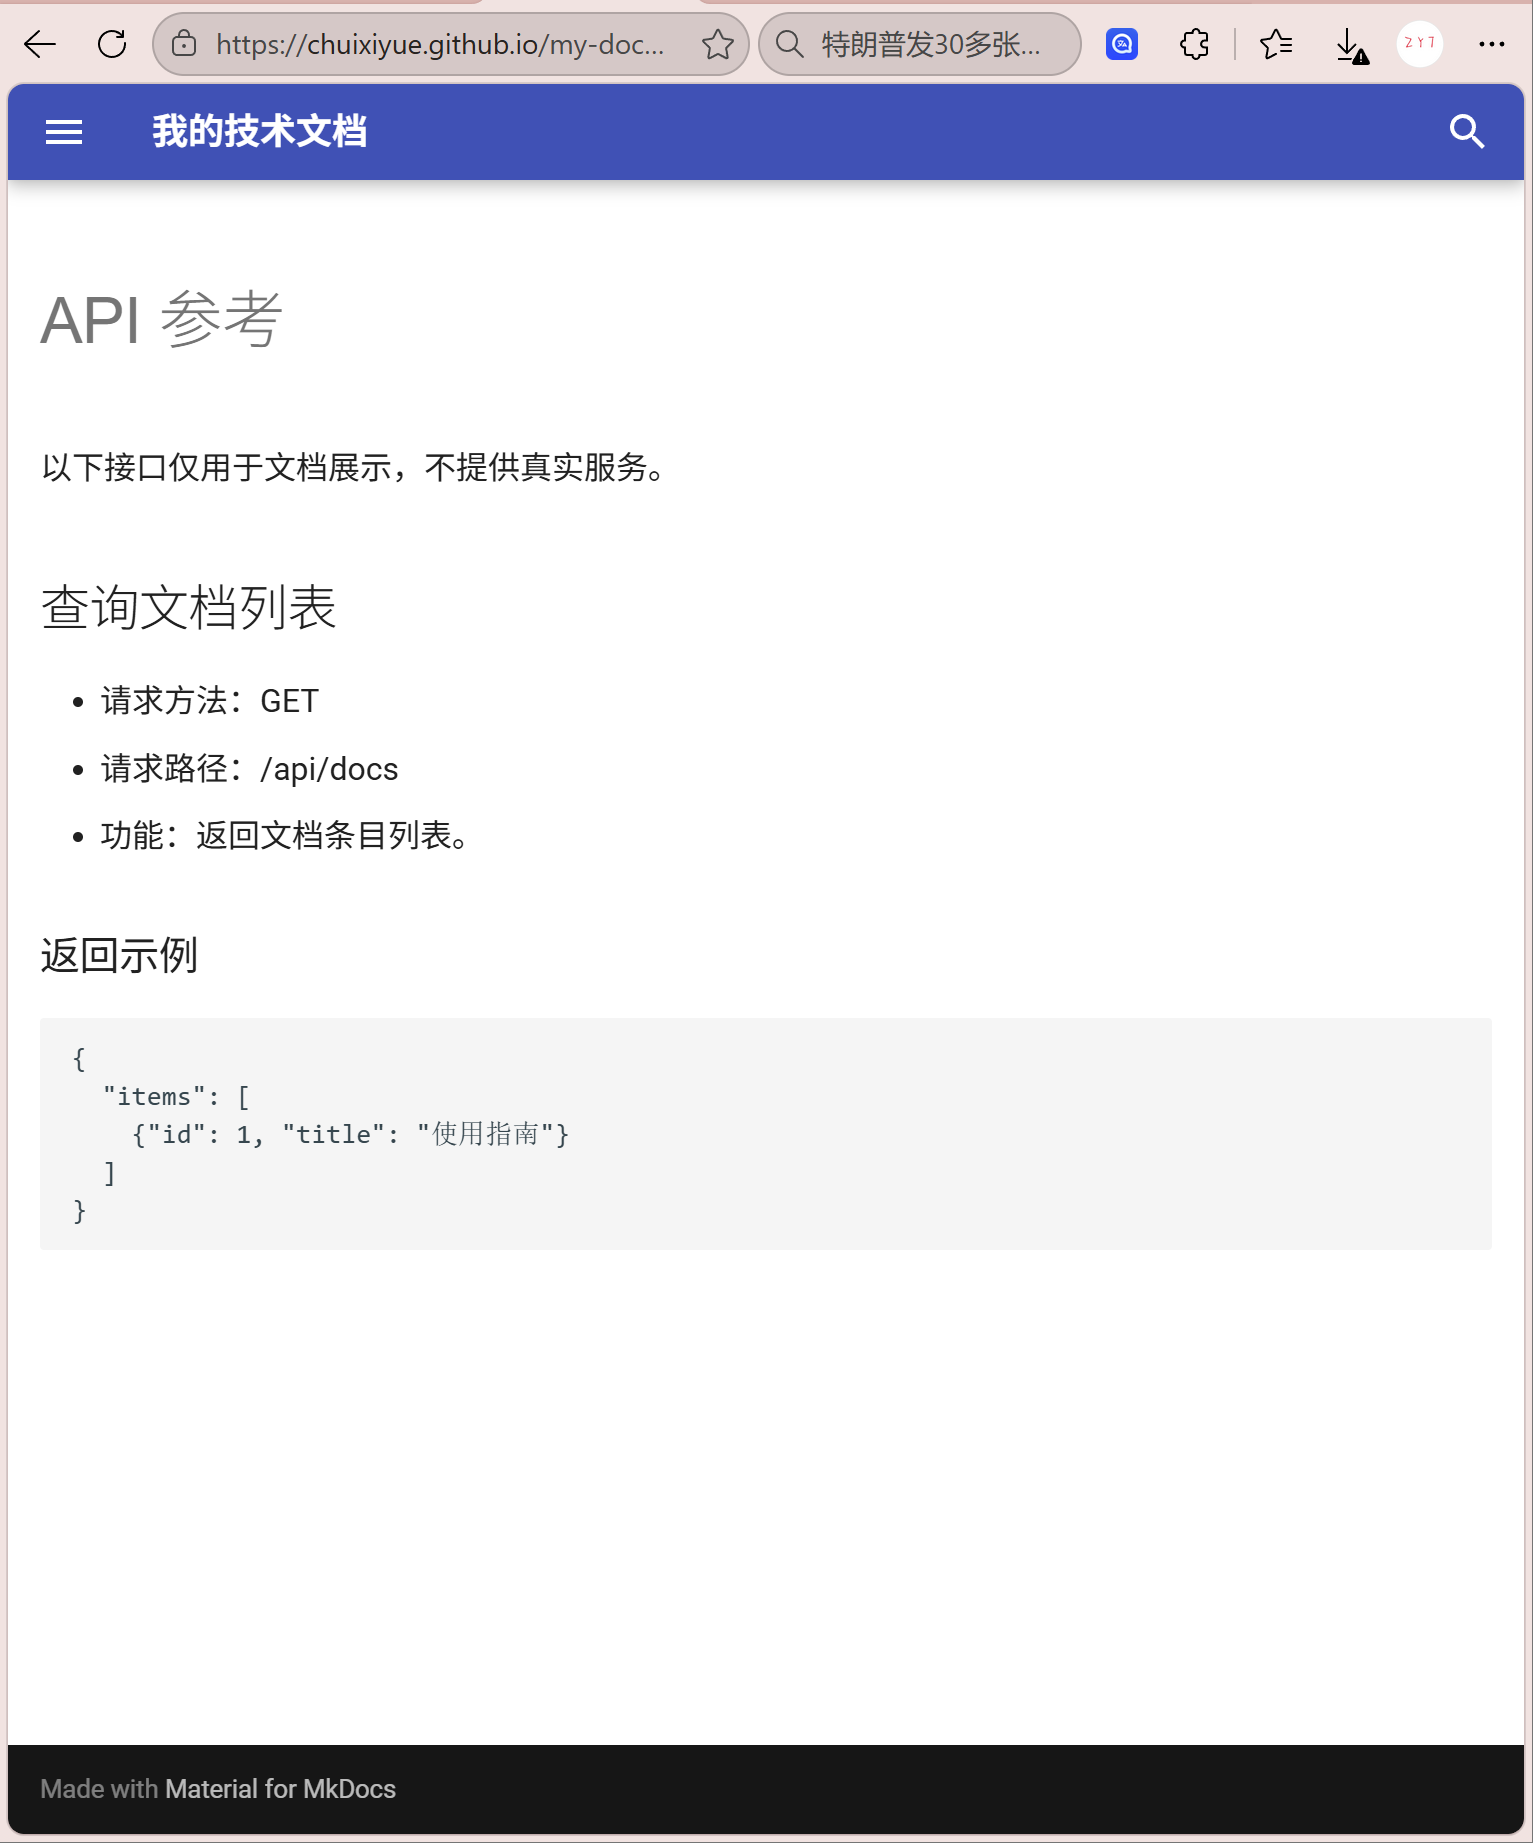 https://chuixiyue.github.io/my-doc...
特朗普发30多张...
ZYT
我的技术文档
API 参考
以下接口仅用于文档展示，不提供真实服务。
查询文档列表
• 请求方法：GET
• 请求路径：/api/docs
• 功能：返回文档条目列表。
返回示例
{
  "items": [
    {"id": 1, "title": "使用指南"}
  ]
}
Made with Material for MkDocs